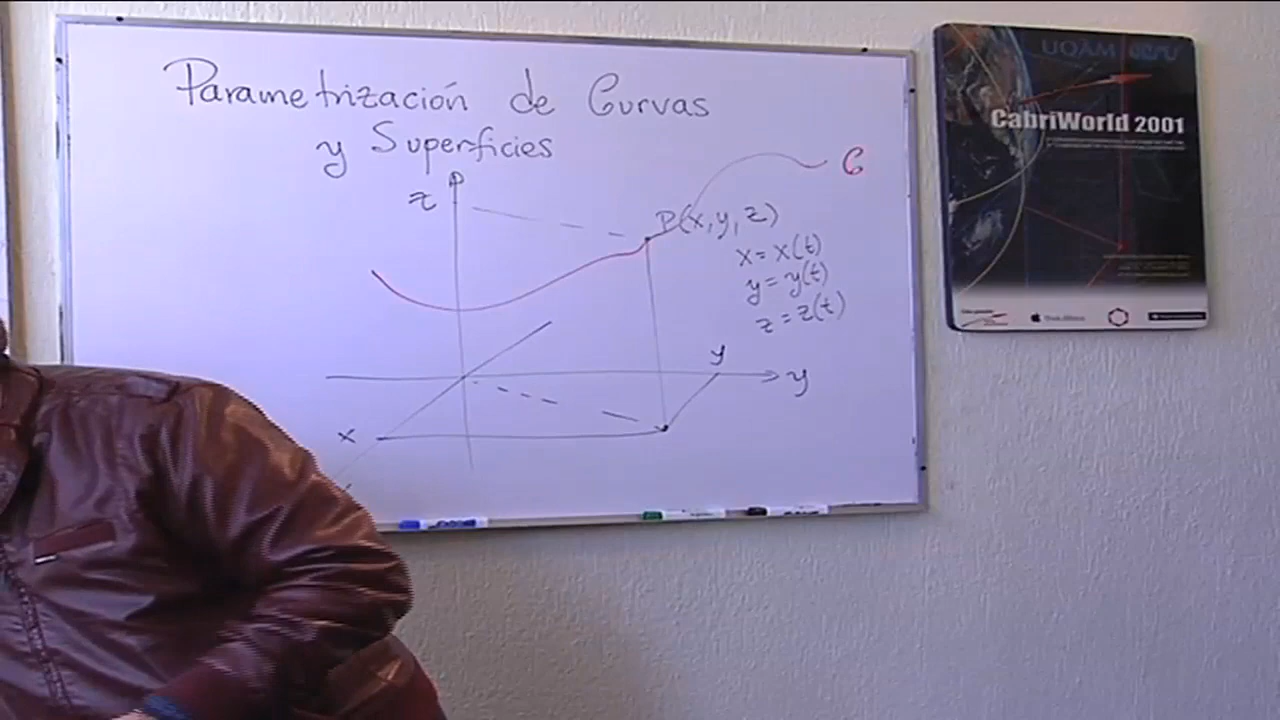 Parametrización de Curvas
y Superficies
z
C
P(x, y, z)
x = x(t)
y = y(t)
z = z(t)
y
y
x
UQAM
CabriWorld 2001